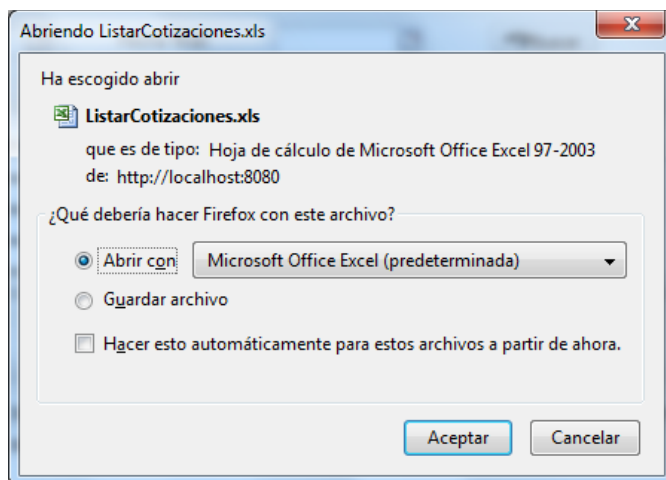 Abriendo ListarCotizaciones.xls
Ha escogido abrir
ListarCotizaciones.xls
que es de tipo: Hoja de cálculo de Microsoft Office Excel 97-2003
de: http://localhost:8080
¿Qué debería hacer Firefox con este archivo?
Abrir con Microsoft Office Excel (predeterminada)
Guardar archivo
Hacer esto automáticamente para estos archivos a partir de ahora.
Aceptar Cancelar